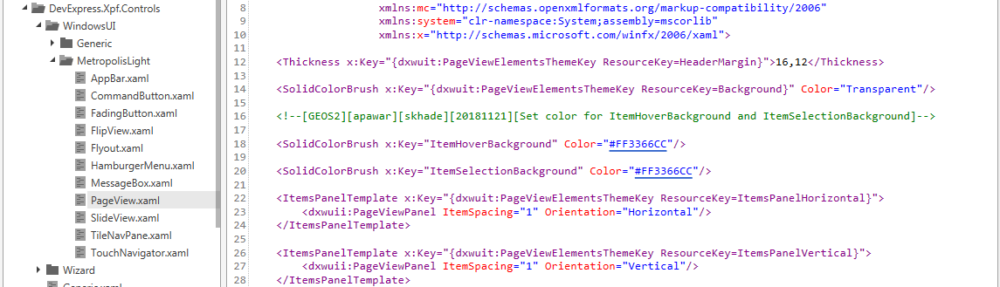 DevExpress.Xpf.Controls
WindowsUI
Generic
MetropolisLight
AppBar.xaml
CommandButton.xaml
FadingButton.xaml
FlipView.xaml
Flyout.xaml
HamburgerMenu.xaml
MessageBox.xaml
PageView.xaml
SlideView.xaml
TileNavPane.xaml
TouchNavigator.xaml
Wizard
Generic.xaml
8 xmlns:mc="http://schemas.openxmlformats.org/markup-compatibility/2006"
9 xmlns:system="clr-namespace:System;assembly=mscorlib"
10 xmlns:x="http://schemas.microsoft.com/winfx/2006/xaml">
11
12 <Thickness x:Key="{dxwuit:PageViewElementsThemeKey ResourceKey=HeaderMargin}">16,12</Thickness>
13
14 <SolidColorBrush x:Key="{dxwuit:PageViewElementsThemeKey ResourceKey=Background}" Color="Transparent"/>
15
16 <!--[GEOS2][apawar][skhade][20181121][Set color for ItemHoverBackground and ItemSelectionBackground]-->
17
18 <SolidColorBrush x:Key="ItemHoverBackground" Color="#FF3366CC"/>
19
20 <SolidColorBrush x:Key="ItemSelectionBackground" Color="#FF3366CC"/>
21
22 <ItemsPanelTemplate x:Key="{dxwuit:PageViewElementsThemeKey ResourceKey=ItemsPanelHorizontal}">
23 <dxwuii:PageViewPanel ItemSpacing="1" Orientation="Horizontal"/>
24 </ItemsPanelTemplate>
25
26 <ItemsPanelTemplate x:Key="{dxwuit:PageViewElementsThemeKey ResourceKey=ItemsPanelVertical}">
27 <dxwuii:PageViewPanel ItemSpacing="1" Orientation="Vertical"/>
28 </ItemsPanelTemplate>